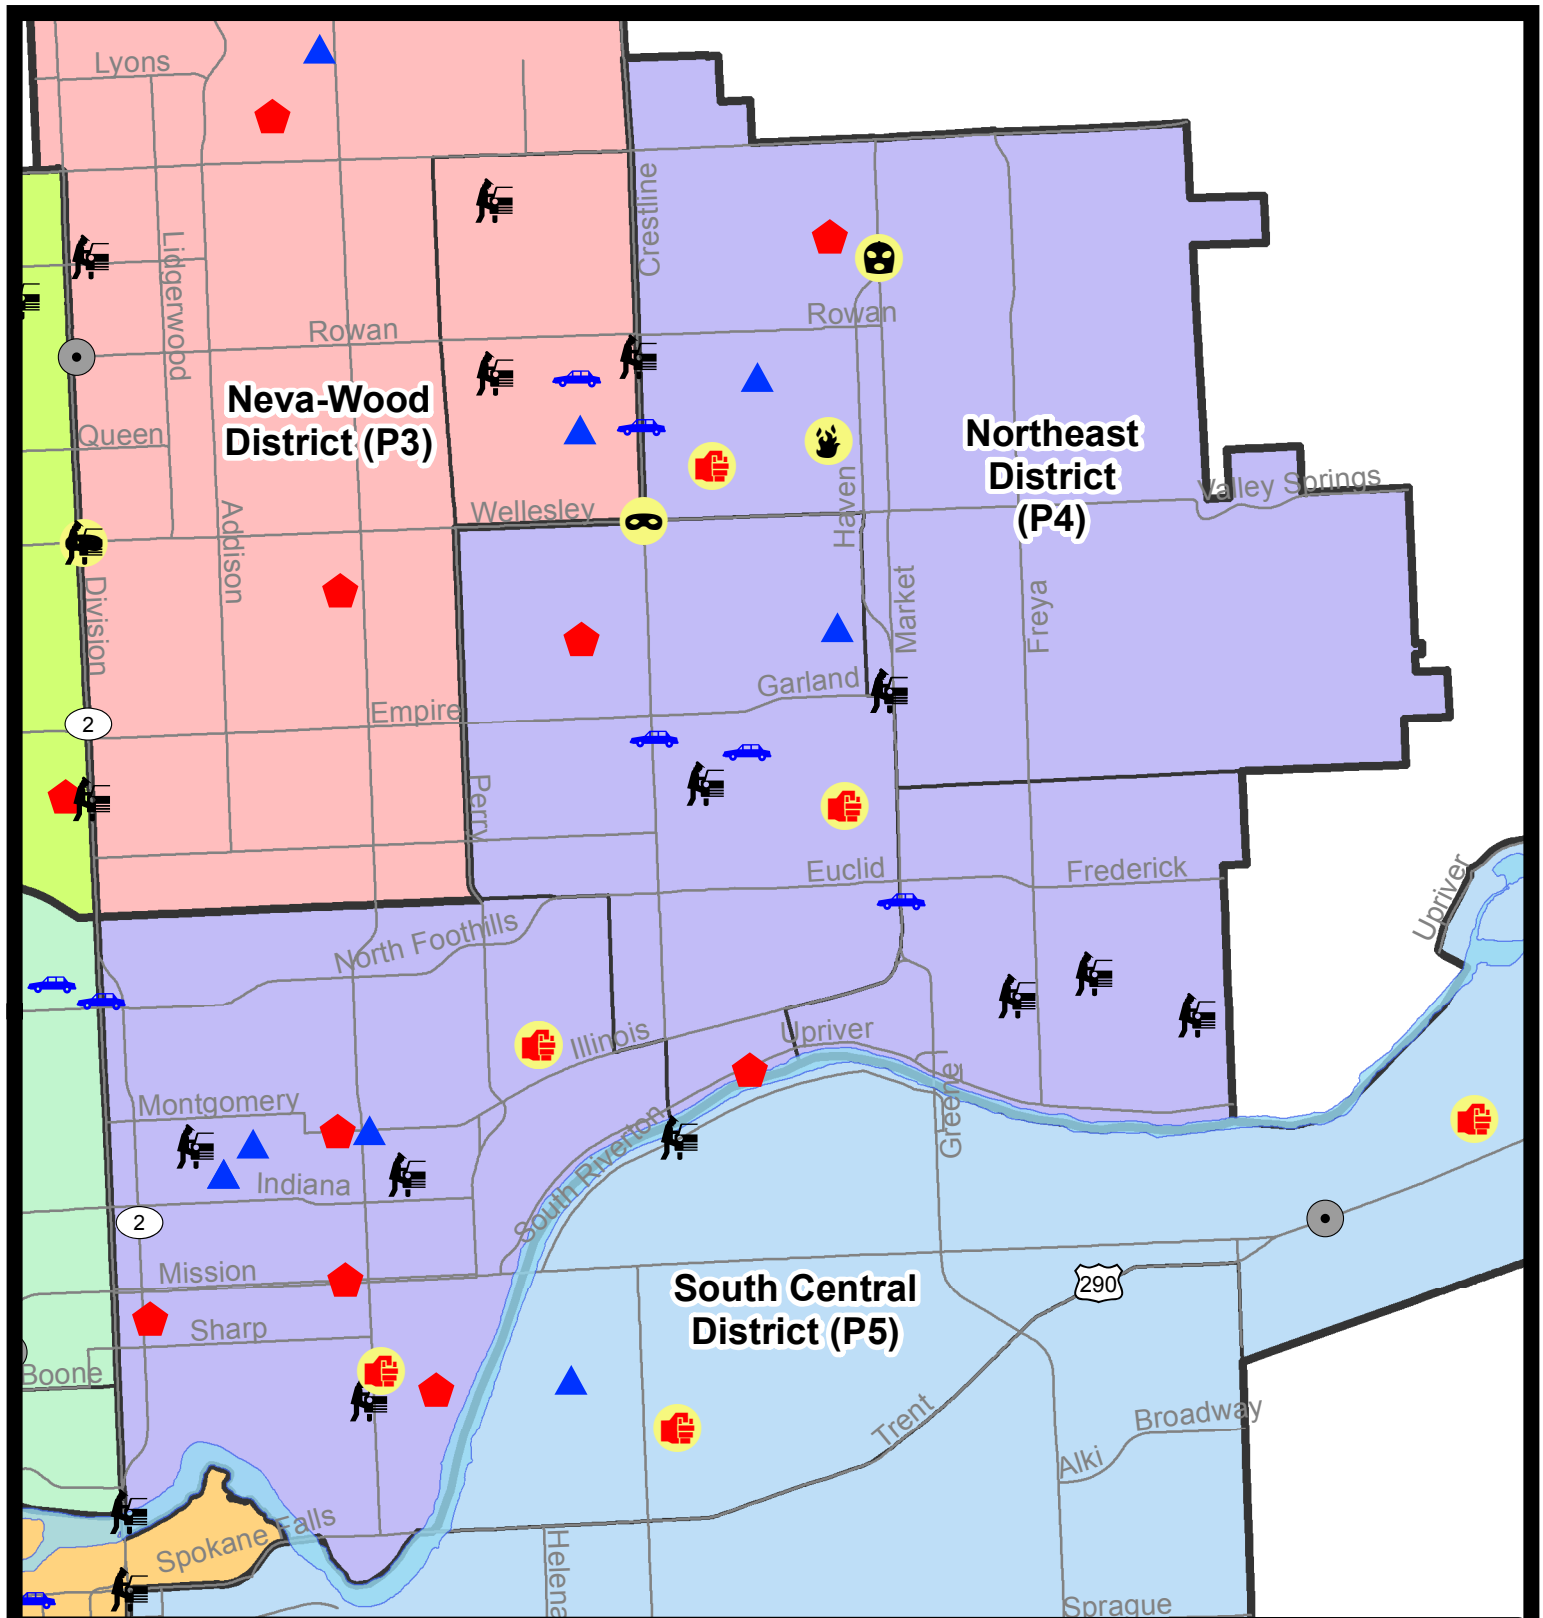 Lyons
Crestline
Lidgerwood
Rowan
Rowan
Neva-Wood
District (P3)
Queen
Northeast
District
(P4)
Haven
Valley Springs
Wellesley
Addison
Division
Market
Freya
Garland
Empire
2
Perry
Euclid
Frederick
Upriver
North Foothills
Illinois
Upriver
Greene
Montgomery
South Riverton
Indiana
2
Mission
South Central
District (P5)
290
Sharp
Boone
Trent
Broadway
Alki
Spokane Falls
Helena
Sprague